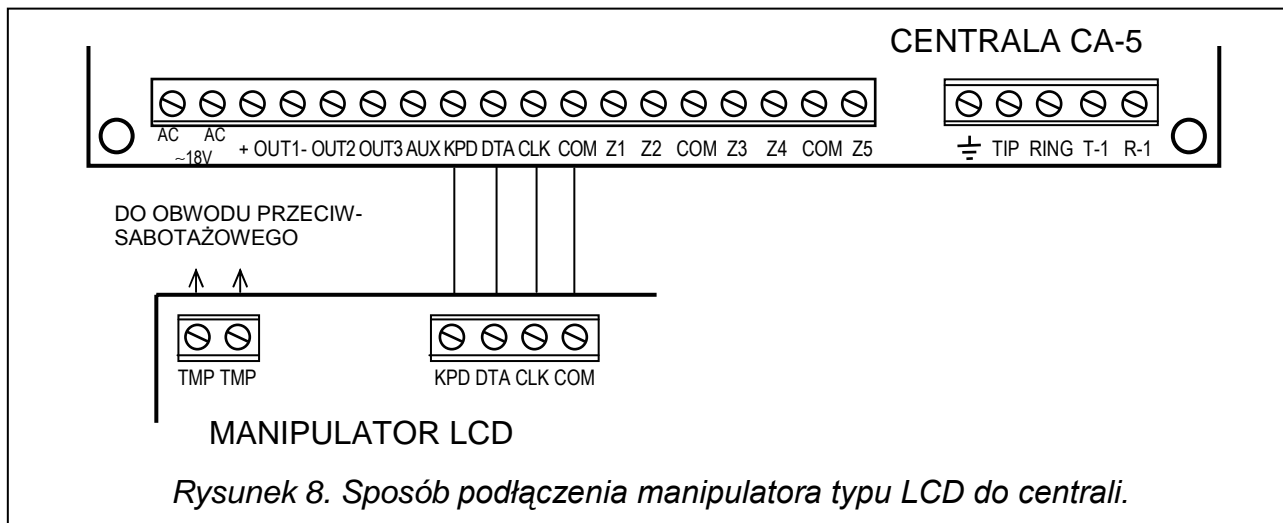 CENTRALA CA-5
AC AC
~18V
+ OUT1- OUT2 OUT3 AUX KPD DTA CLK COM Z1 Z2 COM Z3 Z4 COM Z5
TIP RING T-1 R-1
DO OBWODU PRZECIW-
SABOTAŻOWEGO
TMP TMP
KPD DTA CLK COM
MANIPULATOR LCD
Rysunek 8. Sposób podłączenia manipulatora typu LCD do centrali.